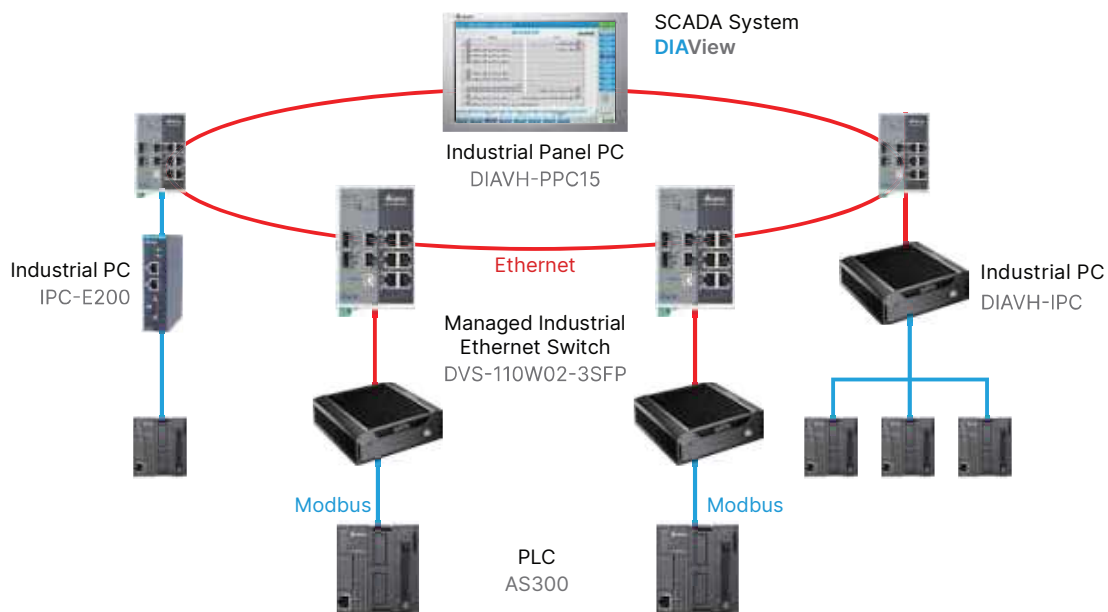 SCADA System
DIAView
Industrial Panel PC
DIAVH-PPC15
Ethernet
Industrial PC
IPC-E200
Industrial PC
DIAVH-IPC
Managed Industrial
Ethernet Switch
DVS-110W02-3SFP
Modbus
Modbus
PLC
AS300